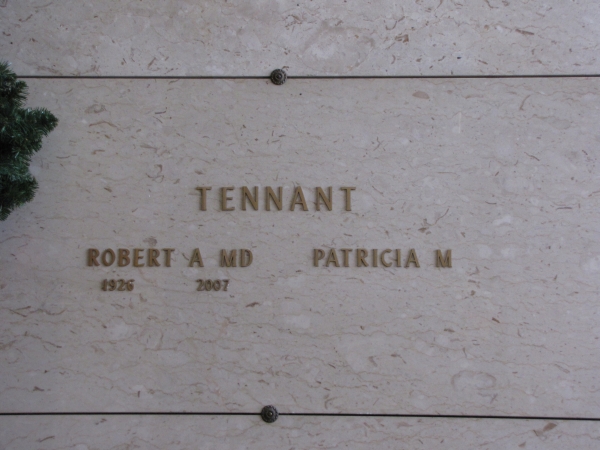 TENNANT
ROBERT A MD PATRICIA M
1926 2007